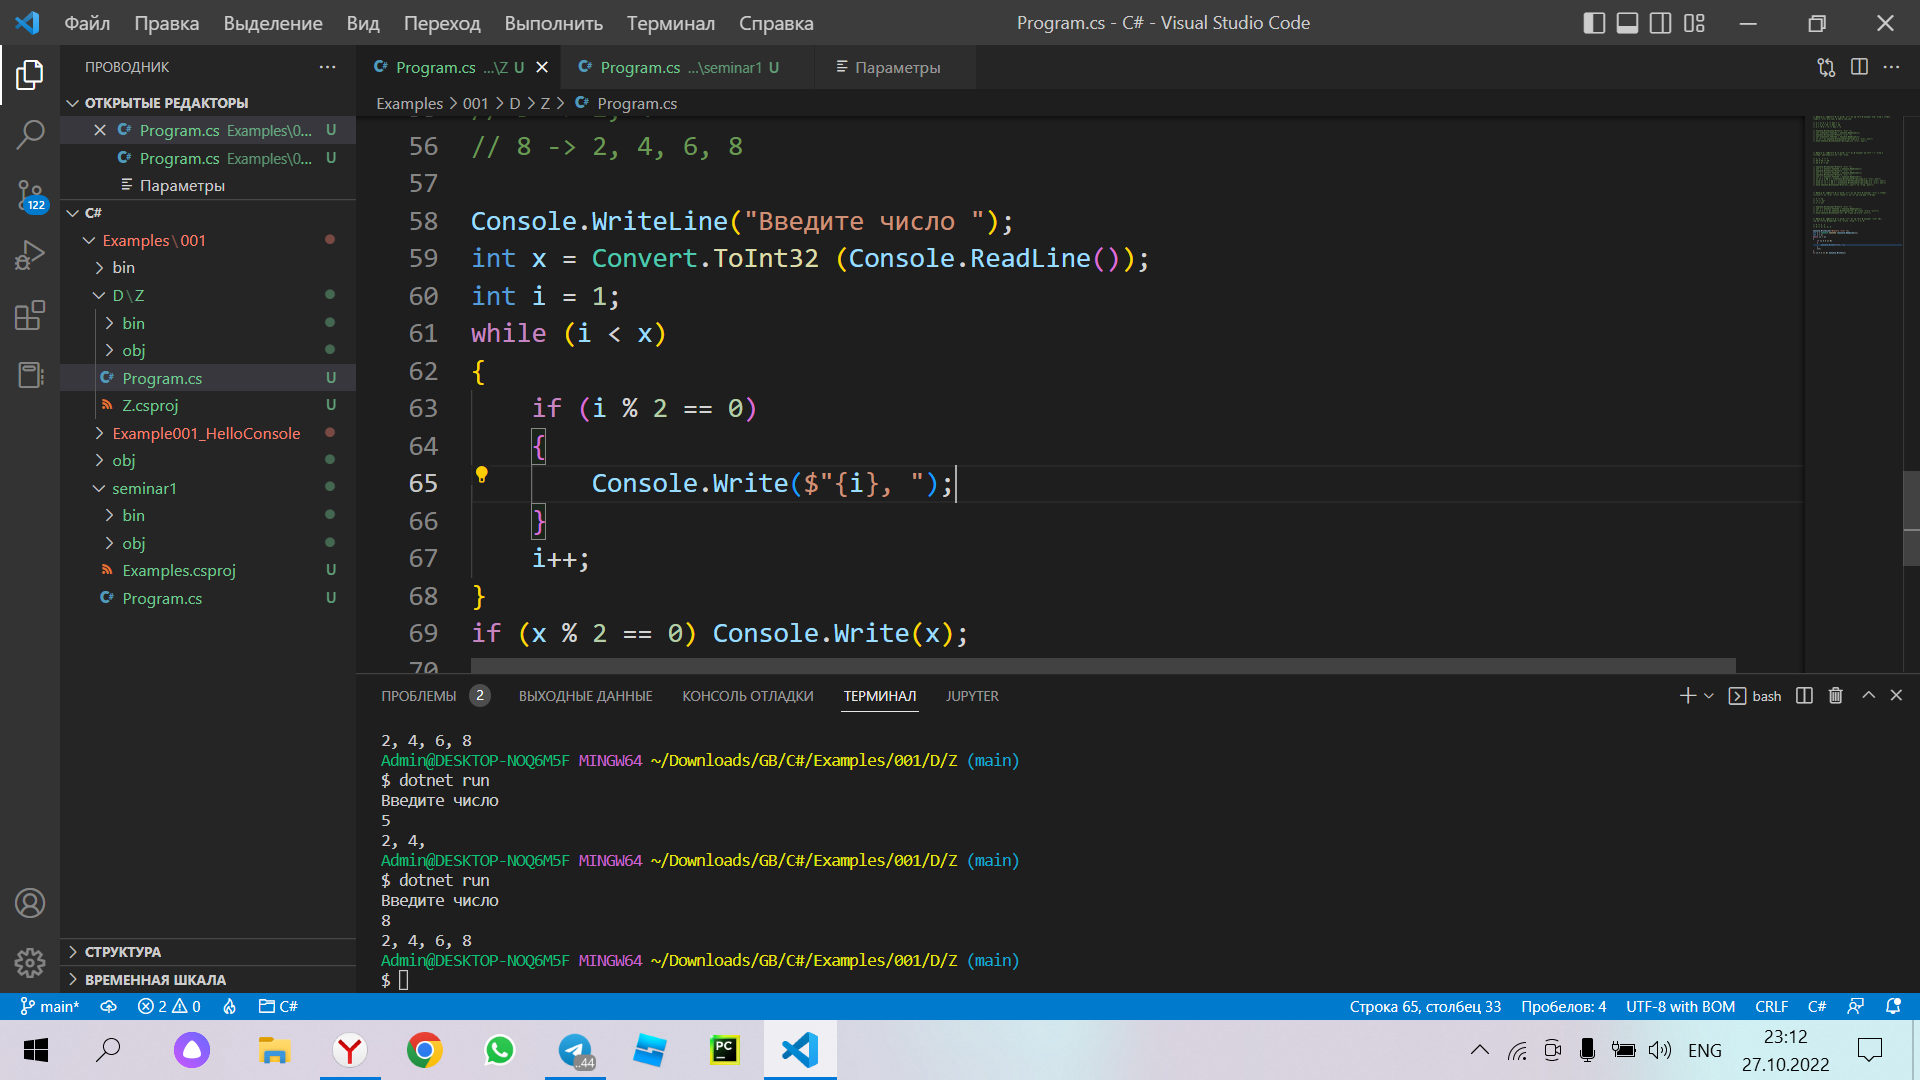 Файл Правка Выделение Вид Переход Выполнить Терминал Справка
Program.cs - C# - Visual Studio Code
ПРОВОДНИК
ОТКРЫТЫЕ РЕДАКТОРЫ
Program.cs Examples\0... U
Program.cs Examples\0... U
Параметры
122
C#
Examples\001
bin
D\Z
bin
obj
Program.cs U
Z.csproj U
Example001_HelloConsole
obj
seminar1
bin
obj
Examples.csproj U
Program.cs U
СТРУКТУРА
ВРЕМЕННАЯ ШКАЛА
Program.cs ...\Z U
Program.cs ...\seminar1 U
Параметры
Examples > 001 > D > Z > Program.cs
56 // 8 -> 2, 4, 6, 8
57
58 Console.WriteLine("Введите число ");
59 int x = Convert.ToInt32 (Console.ReadLine());
60 int i = 1;
61 while (i < x)
62 {
63 if (i % 2 == 0)
64 {
65 Console.Write($"{i}, ");
66 }
67 i++;
68 }
69 if (x % 2 == 0) Console.Write(x);
70
ПРОБЛЕМЫ 2 ВЫХОДНЫЕ ДАННЫЕ КОНСОЛЬ ОТЛАДКИ ТЕРМИНАЛ JUPYTER
bash
2, 4, 6, 8
Admin@DESKTOP-NOQ6M5F MINGW64 ~/Downloads/GB/C#/Examples/001/D/Z (main)
$ dotnet run
Введите число
5
2, 4,
Admin@DESKTOP-NOQ6M5F MINGW64 ~/Downloads/GB/C#/Examples/001/D/Z (main)
$ dotnet run
Введите число
8
2, 4, 6, 8
Admin@DESKTOP-NOQ6M5F MINGW64 ~/Downloads/GB/C#/Examples/001/D/Z (main)
$
main* 2 0 C#
Строка 65, столбец 33 Пробелов: 4 UTF-8 with BOM CRLF C#
..44
PC
ENG
23:12
27.10.2022